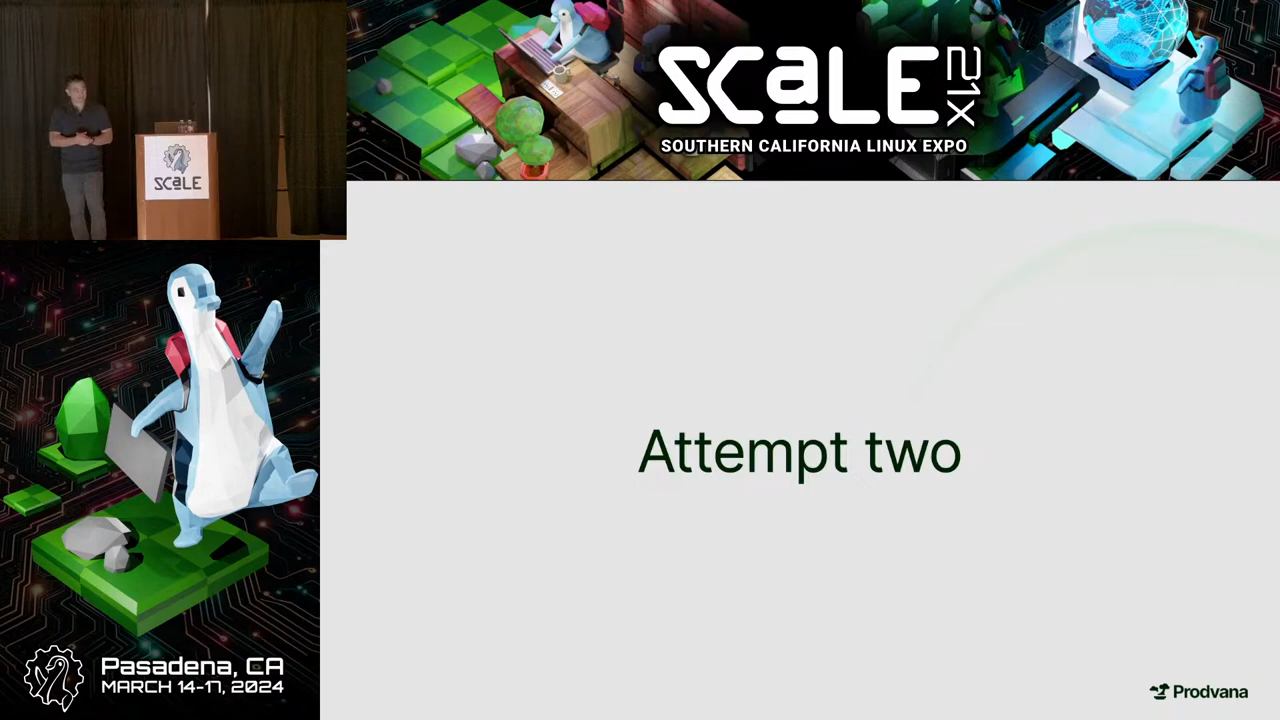 SCaLE 21X
SOUTHERN CALIFORNIA LINUX EXPO
SCaLE
Attempt two
Pasadena, CA
MARCH 14-17, 2024
Prodvana